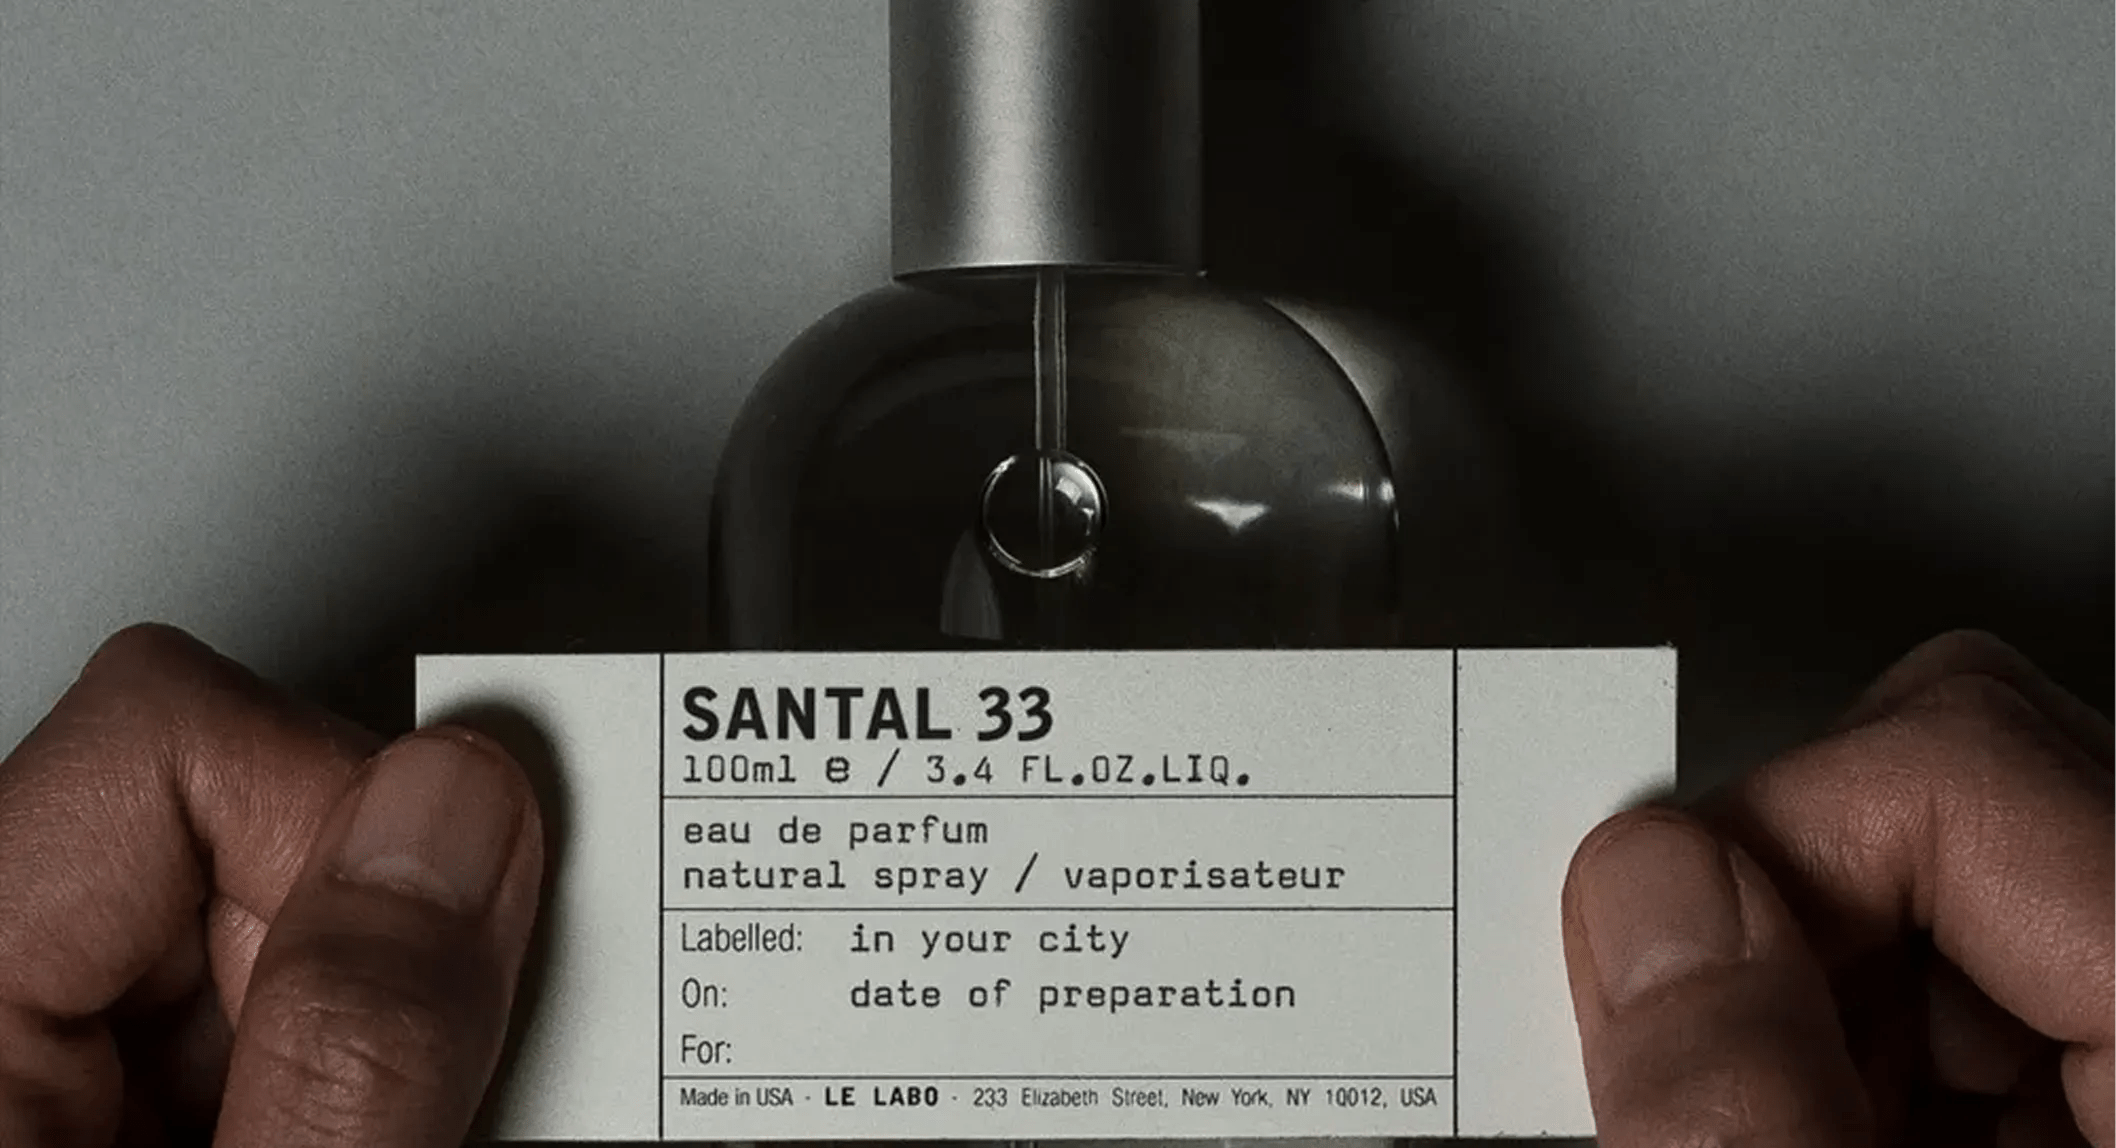 SANTAL 33
100ml e / 3.4 FL.OZ.LIQ.
eau de parfum
natural spray / vaporisateur
Labelled: in your city
On: date of preparation
For:
Made in USA · LE LABO · 233 Elizabeth Street, New York, NY 10012, USA